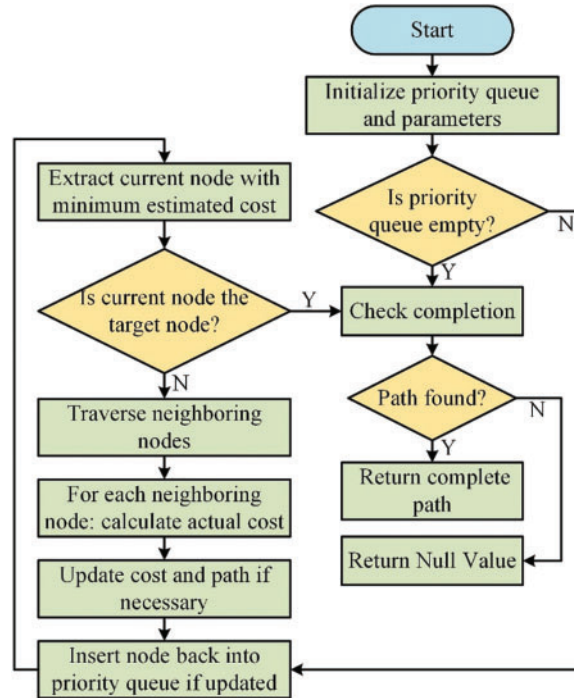 Start
Initialize priority queue
and parameters
Is priority
queue empty?
N
Y
Extract current node with
minimum estimated cost
Is current node the
target node?
Y
N
Check completion
Path found?
N
Y
Return complete
path
Return Null Value
Traverse neighboring
nodes
For each neighboring
node: calculate actual cost
Update cost and path if
necessary
Insert node back into
priority queue if updated